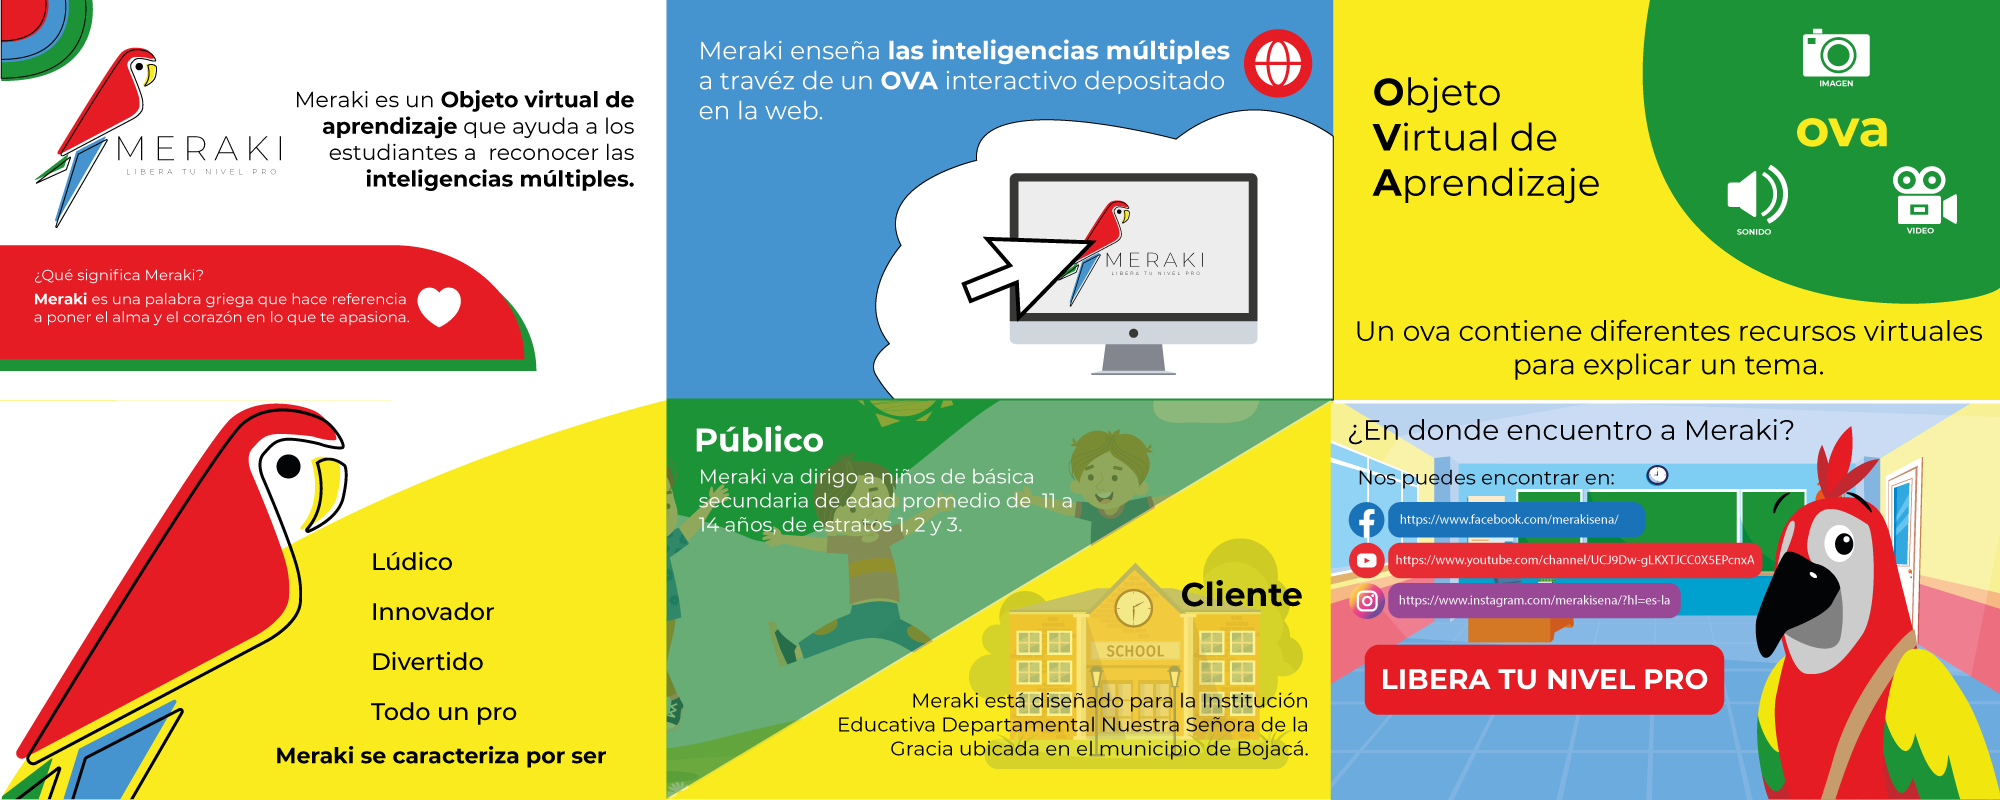 MERAKI
LIBERA TU NIVEL PRO
Meraki es un Objeto virtual de
aprendizaje que ayuda a los
estudiantes a reconocer las
inteligencias múltiples.
¿Qué significa Meraki?
Meraki es una palabra griega que hace referencia
a poner el alma y el corazón en lo que te apasiona.
Meraki enseña las inteligencias múltiples
a travéz de un OVA interactivo depositado
en la web.
MERAKI
LIBERA TU NIVEL PRO
Objeto
Virtual de
Aprendizaje
IMAGEN
ova
SONIDO
VIDEO
Un ova contiene diferentes recursos virtuales
para explicar un tema.
Lúdico
Innovador
Divertido
Todo un pro
Meraki se caracteriza por ser
Público
Meraki va dirigo a niños de básica
secundaria de edad promedio de 11 a
14 años, de estratos 1, 2 y 3.
Cliente
SCHOOL
Meraki está diseñado para la Institución
Educativa Departamental Nuestra Señora de la
Gracia ubicada en el municipio de Bojacá.
¿En donde encuentro a Meraki?
Nos puedes encontrar en:
https://www.facebook.com/merakisena/
https://www.youtube.com/channel/UCJ9Dw-gLKXTJCC0X5EPcnxA
https://www.instagram.com/merakisena/?hl=es-la
LIBERA TU NIVEL PRO